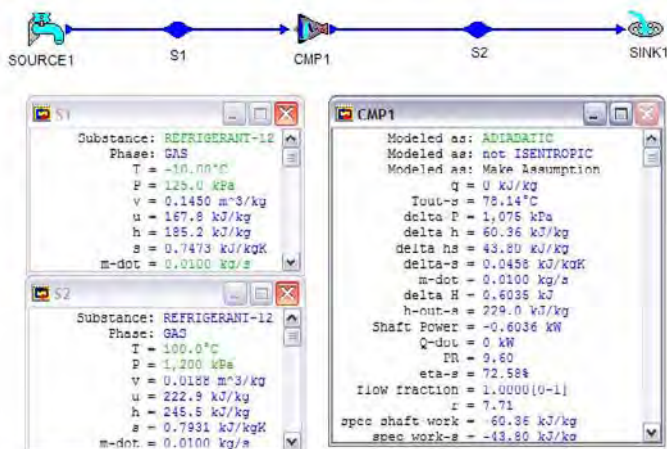 SOURCE1
S1
CMP1
S2
SINK1
S1
Substance: REFRIGERANT-12
Phase: GAS
T = -10.00°C
P = 125.0 kPa
v = 0.1450 m^3/kg
u = 167.8 kJ/kg
h = 185.2 kJ/kg
s = 0.7473 kJ/kgK
m-dot = 0.0100 kg/s
S2
Substance: REFRIGERANT-12
Phase: GAS
T = 100.0°C
P = 1,200 kPa
v = 0.0188 m^3/kg
u = 222.9 kJ/kg
h = 245.5 kJ/kg
s = 0.7931 kJ/kgK
m-dot = 0.0100 kg/s
CMP1
Modeled as: ADIABATIC
Modeled as: not ISENTROPIC
Modeled as: Make Assumption
q = 0 kJ/kg
Tout-s = 78.14°C
delta P = 1,075 kPa
delta h = 60.36 kJ/kg
delta hs = 43.80 kJ/kg
delta-s = 0.0458 kJ/kgK
m-dot = 0.0100 kg/s
delta H = 0.6035 kJ
h-out-s = 229.0 kJ/kg
Shaft Power = -0.6036 kW
Q-dot = 0 kW
PR = 9.60
eta-s = 72.58%
flow fraction = 1.0000[0-1]
r = 7.71
spec shaft work = -60.36 kJ/kg
spec work-s = -43.80 kJ/kg